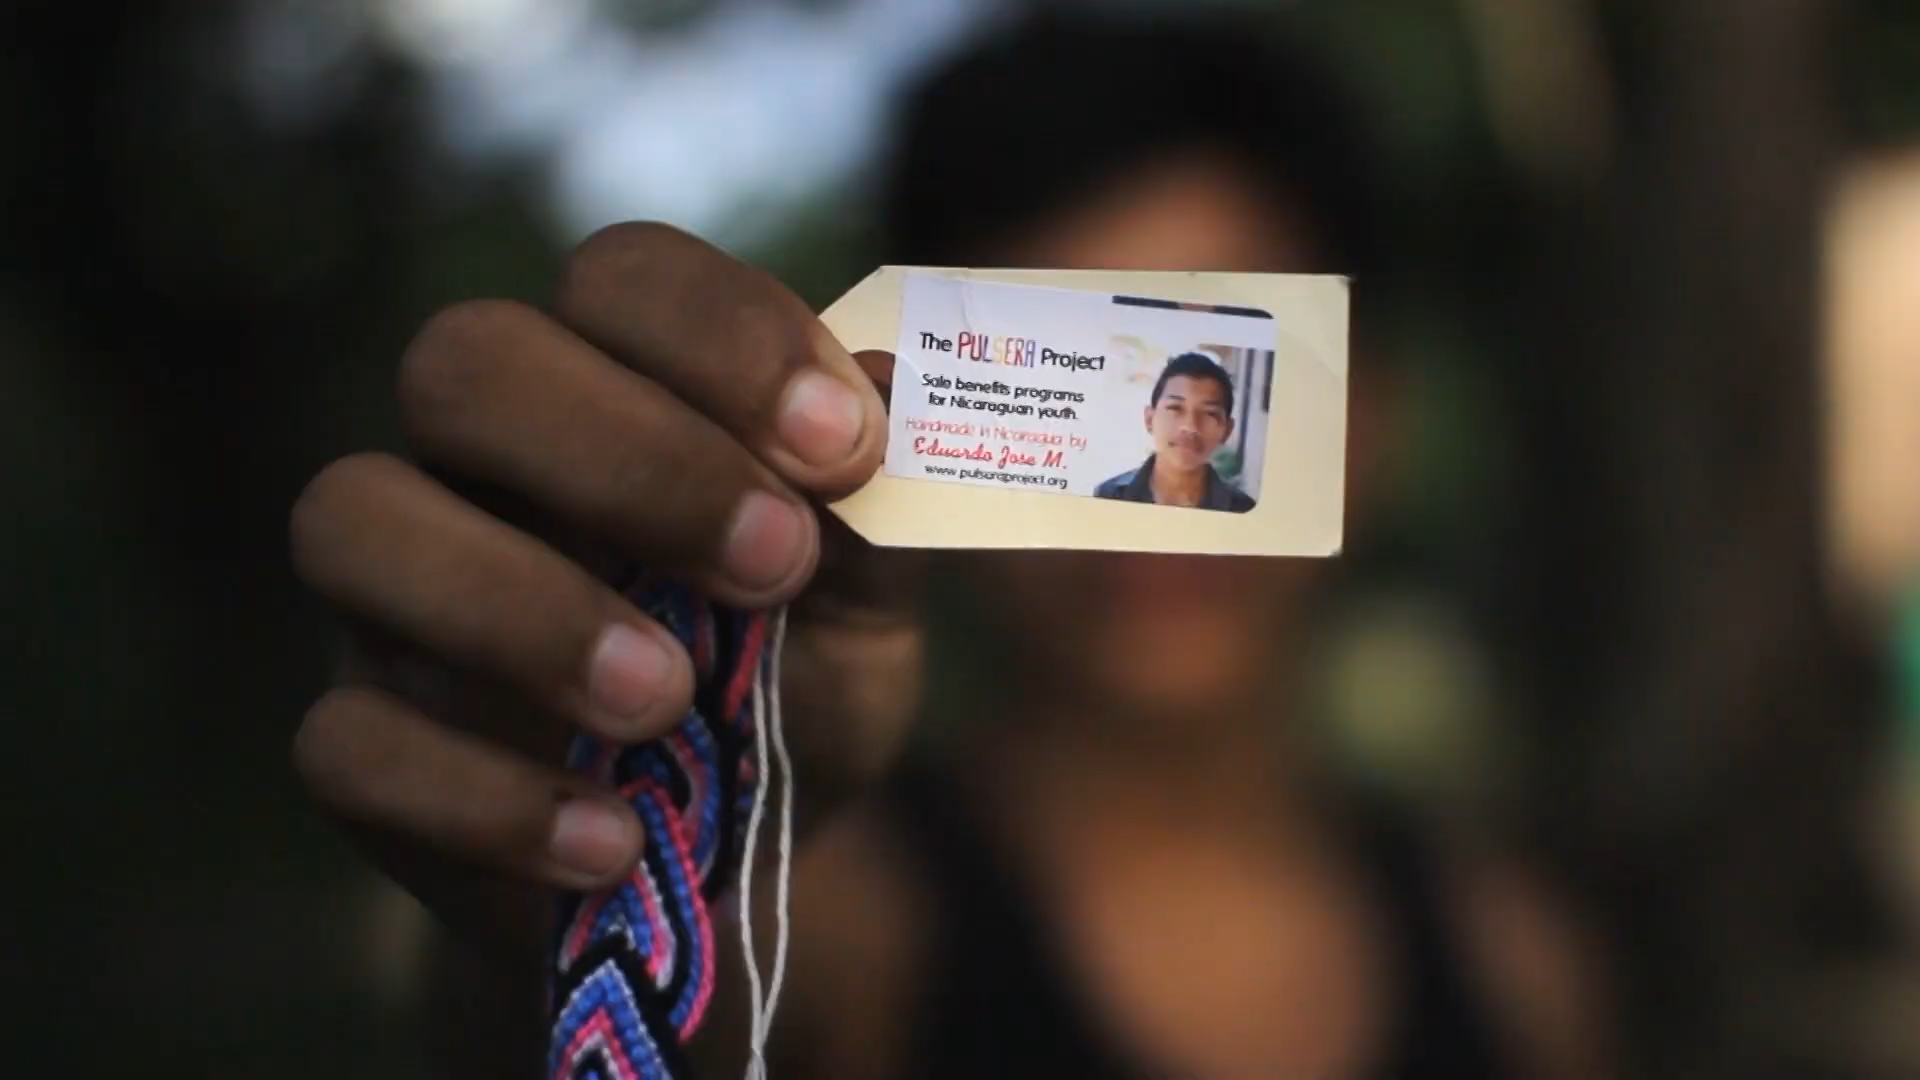 The PULSERA Project
Sale benefits programs
for Nicaraguan youth.
Handmade in Nicaragua by
Eduardo Jose M.
www.pulseraproject.org